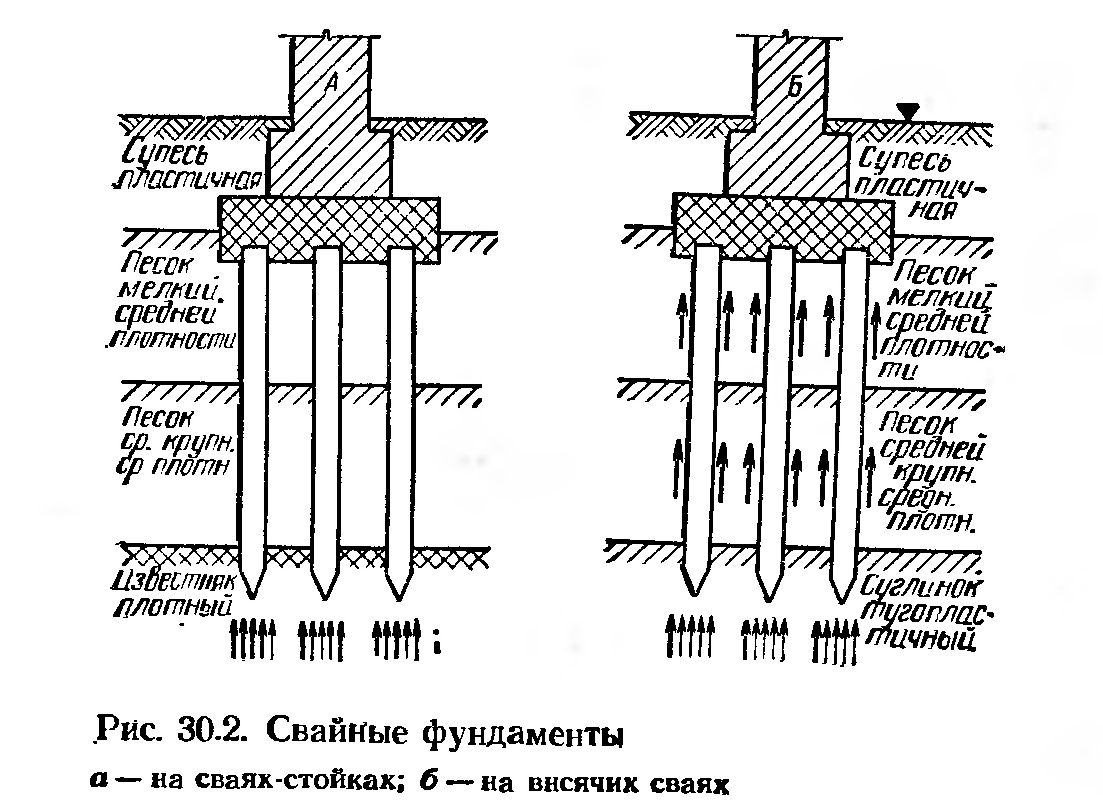 А
Супесь
пластичная
Песок
мелкий.
средней
плотности
Песок
ср. крупн.
ср плотн
Известняк
плотный
Б
Супесь
пластич-
ная
Песок
мелкий
средней
плотнос-
ти
Песок
средней
крупн.
средн.
плотн.
Суглинок
тугоплас-
тичный
Рис. 30.2. Свайные фундаменты
а — на сваях-стойках; б — на висячих сваях